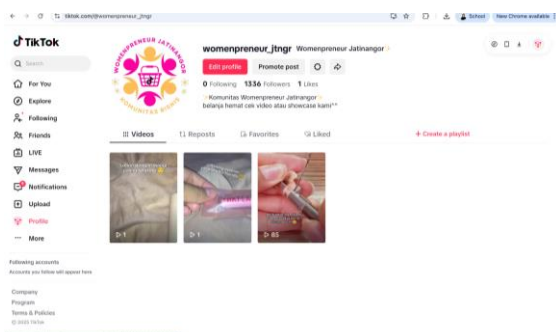 tiktok.com/@womenpreneur_jtngr
School
New Chrome available
TikTok
Search
For You
Explore
Following
Friends
LIVE
Messages
Notifications
Upload
Profile
More
Following accounts
Accounts you follow will appear here
Company
Program
Terms & Policies
© 2025 TikTok
WOMENPRENEUR JATINANGOR
KOMUNITAS BISNIS
womenpreneur_jtngr Womenpreneur Jatinangor
Edit profile
Promote post
0 Following 1336 Followers 1 Likes
Komunitas Womenpreneur Jatinangor
belanja hemat cek video atau showcase kami^^
Videos
Reposts
Favorites
Liked
+ Create a playlist
1
1
85